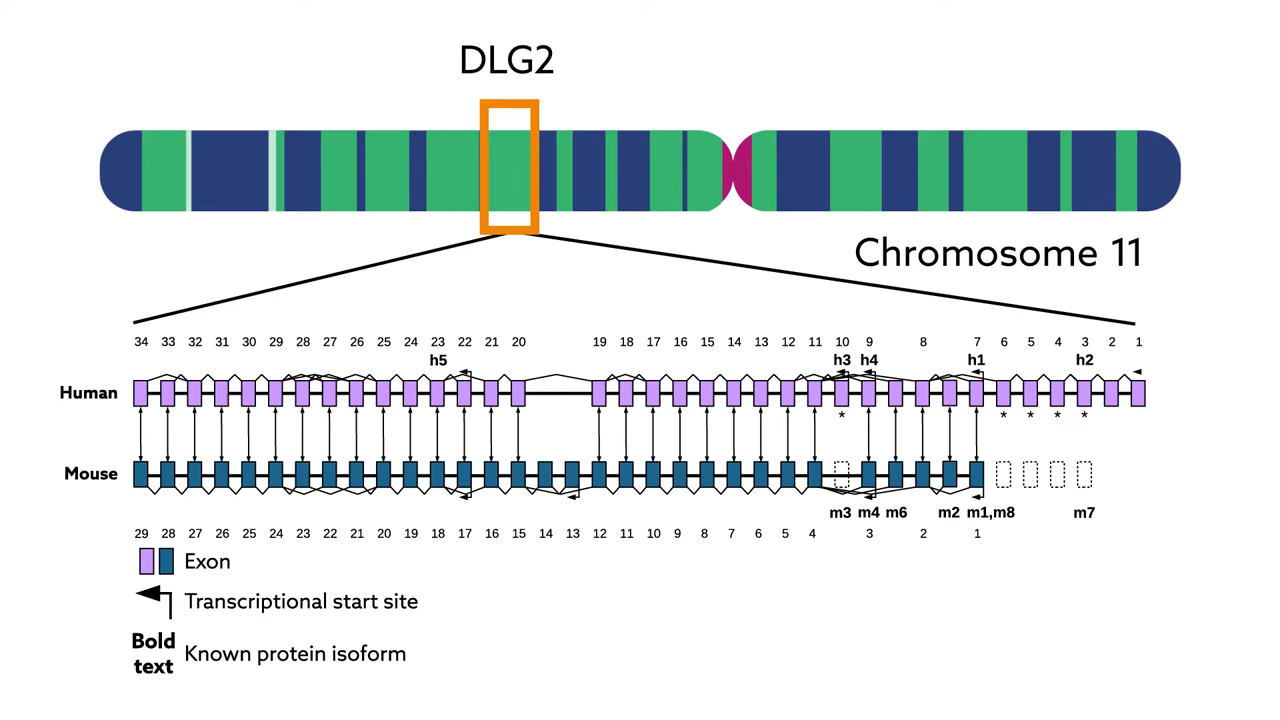 DLG2
Chromosome 11
34 33 32 31 30 29 28 27 26 25 24 23 22 21 20 19 18 17 16 15 14 13 12 11 10 9 8 7 6 5 4 3 2 1
h5 h3 h4 h1 h2
Human
* * * * *
Mouse
m3 m4 m6 m2 m1,m8 m7
29 28 27 26 25 24 23 22 21 20 19 18 17 16 15 14 13 12 11 10 9 8 7 6 5 4 3 2 1
Exon
Transcriptional start site
Bold
text
Known protein isoform